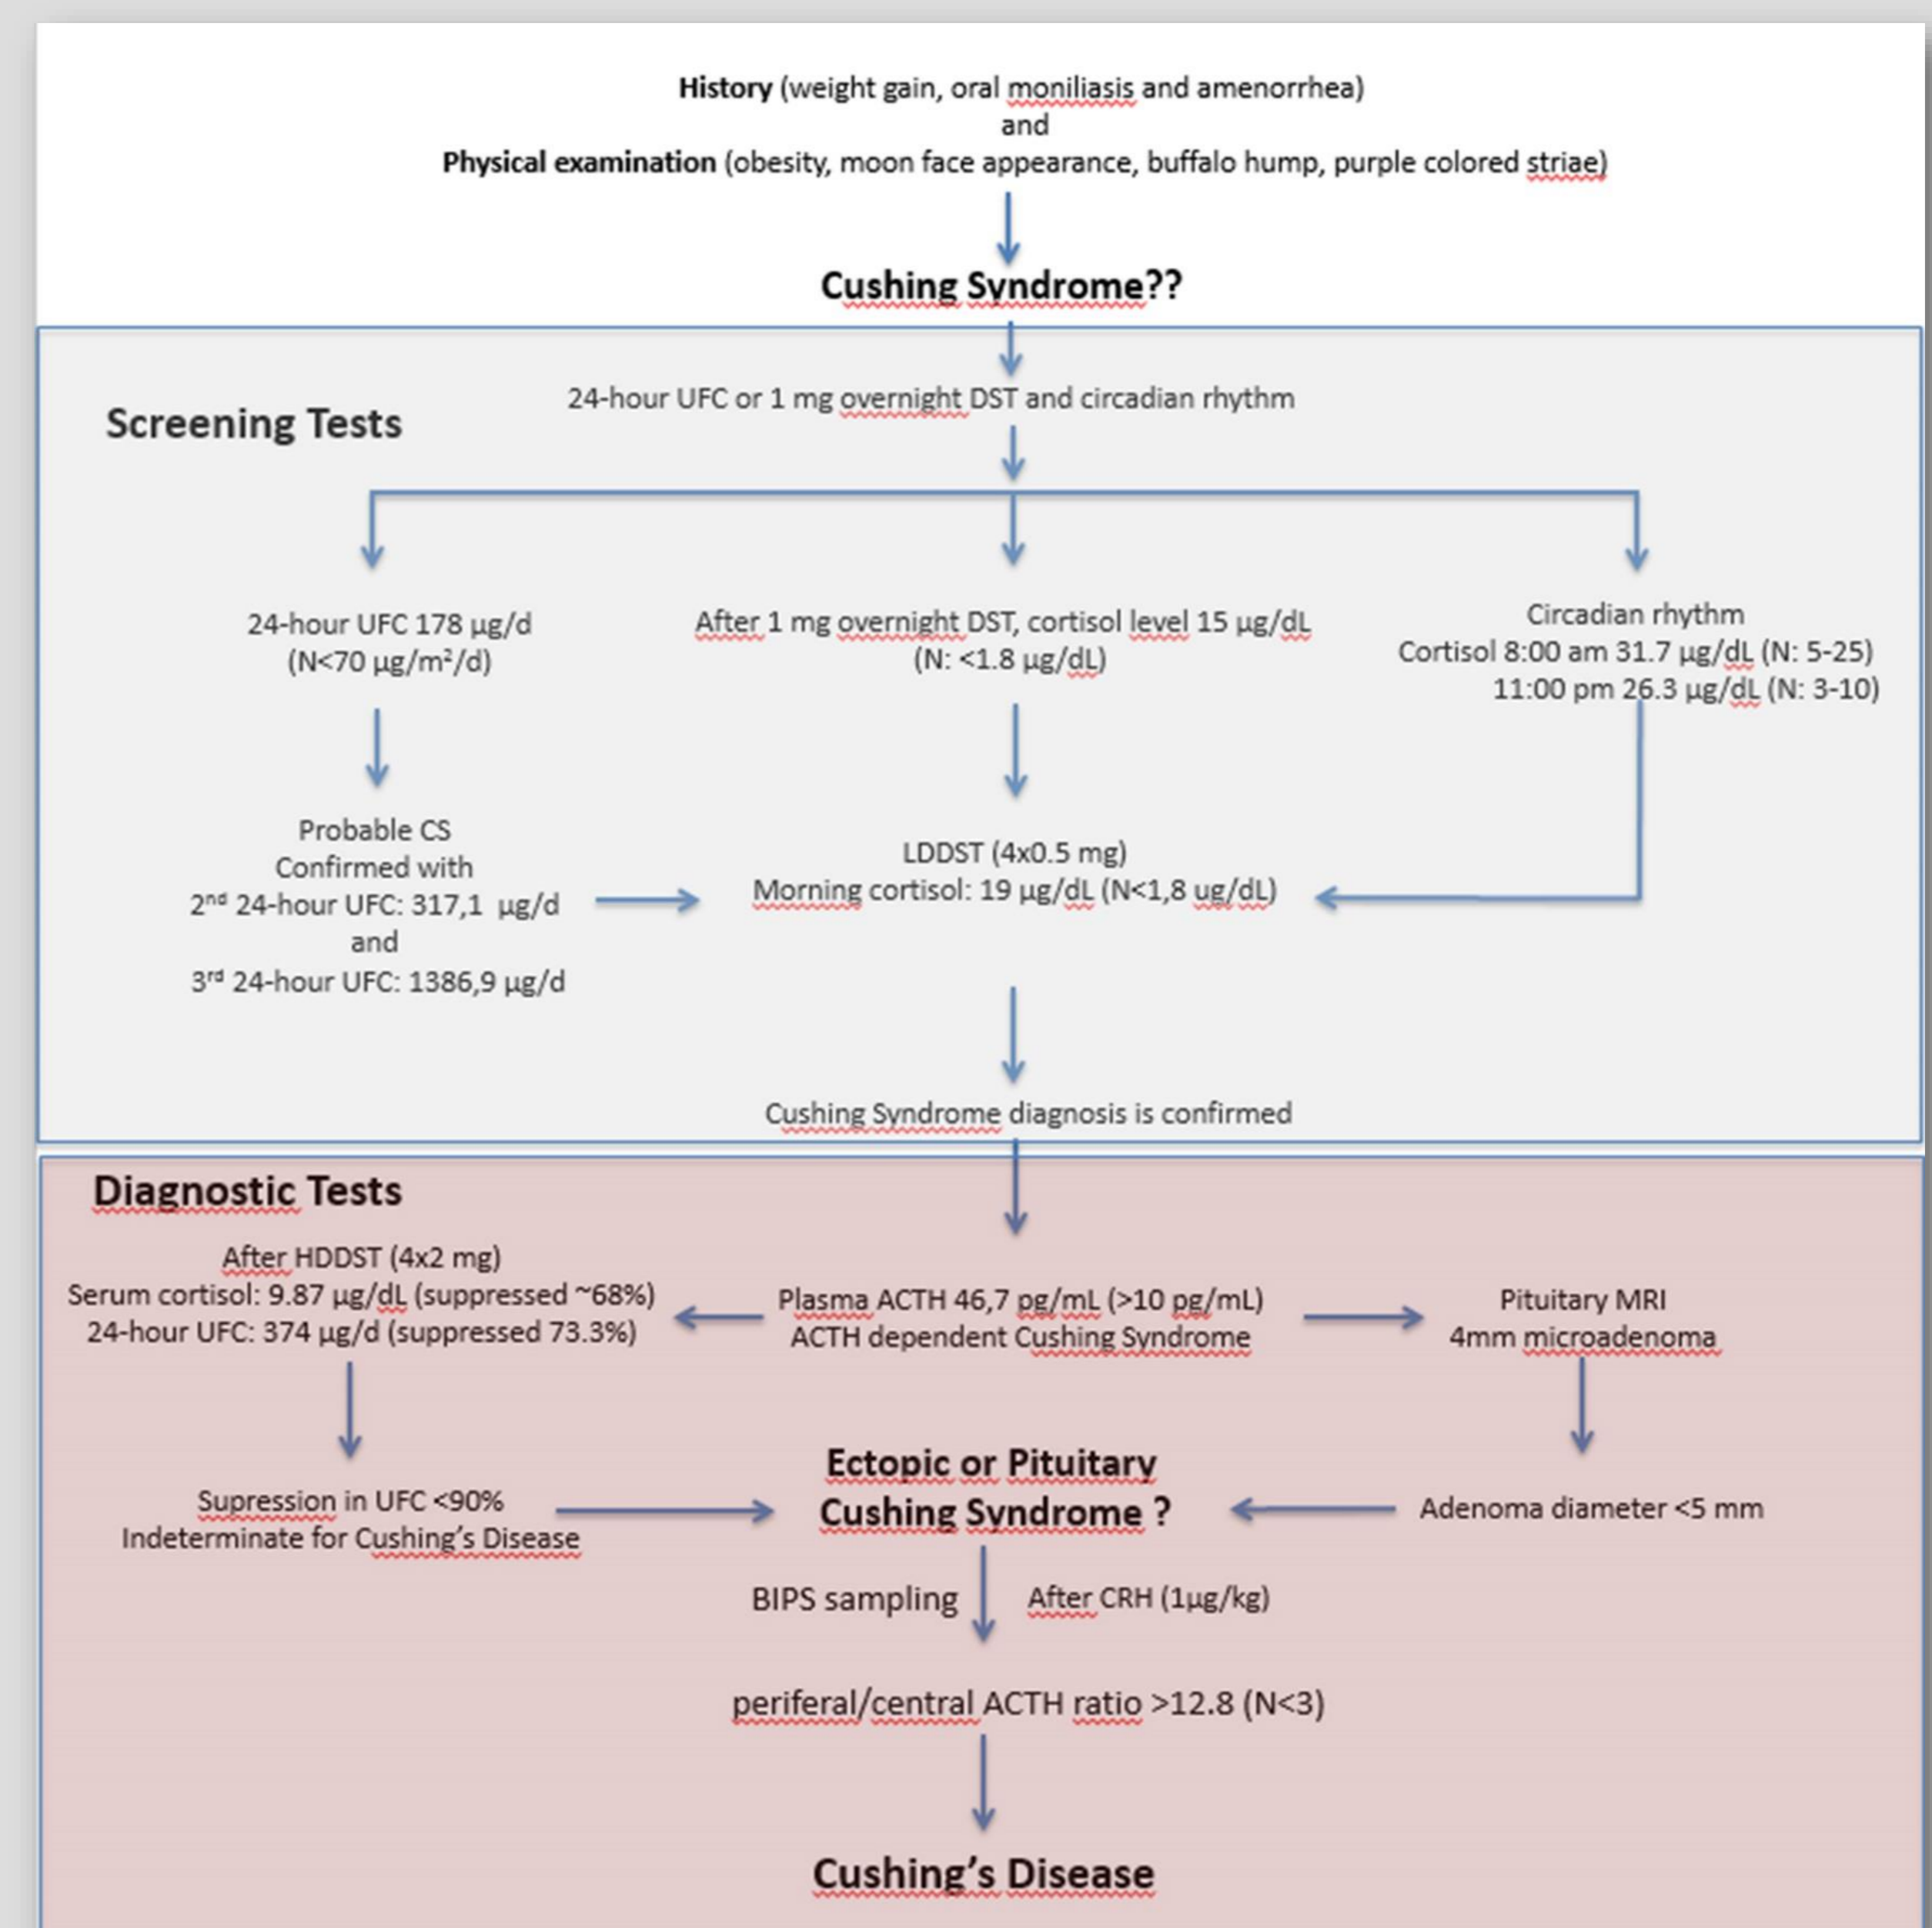 History (weight gain, oral moniliasis and amenorrhea)
and
Physical examination (obesity, moon face appearance, buffalo hump, purple colored striae)
Cushing Syndrome??
Screening Tests
24-hour UFC or 1 mg overnight DST and circadian rhythm
24-hour UFC 178 µg/d
(N<70 µg/m²/d)
After 1 mg overnight DST, cortisol level 15 µg/dL
(N: <1.8 µg/dL)
Circadian rhythm
Cortisol 8:00 am 31.7 µg/dL (N: 5-25)
11:00 pm 26.3 µg/dL (N: 3-10)
Probable CS
Confirmed with
2nd 24-hour UFC: 317,1 µg/d
and
3rd 24-hour UFC: 1386,9 µg/d
LDDST (4x0.5 mg)
Morning cortisol: 19 µg/dL (N<1,8 ug/dL)
Cushing Syndrome diagnosis is confirmed
Diagnostic Tests
After HDDST (4x2 mg)
Serum cortisol: 9.87 µg/dL (suppressed ~68%)
24-hour UFC: 374 µg/d (suppressed 73.3%)
Plasma ACTH 46,7 pg/mL (>10 pg/mL)
ACTH dependent Cushing Syndrome
Pituitary MRI
4mm microadenoma
Supression in UFC <90%
Indeterminate for Cushing's Disease
Ectopic or Pituitary
Cushing Syndrome ?
Adenoma diameter <5 mm
BIPS sampling
After CRH (1µg/kg)
periferal/central ACTH ratio >12.8 (N<3)
Cushing's Disease